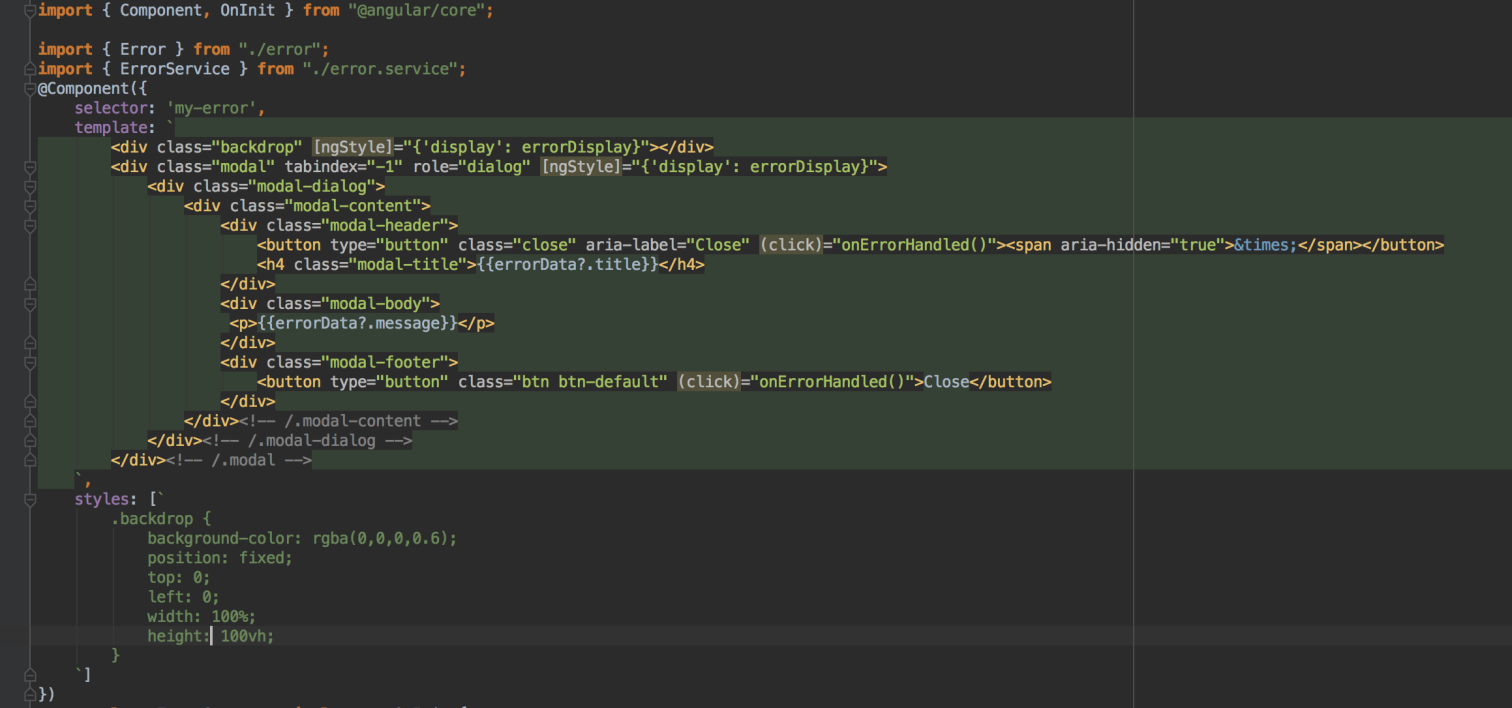 import { Component, OnInit } from "@angular/core";

import { Error } from "./error";
import { ErrorService } from "./error.service";
@Component({
    selector: 'my-error',
    template: `
        <div class="backdrop" [ngStyle]="{'display': errorDisplay}"></div>
        <div class="modal" tabindex="-1" role="dialog" [ngStyle]="{'display': errorDisplay}">
            <div class="modal-dialog">
                <div class="modal-content">
                    <div class="modal-header">
                        <button type="button" class="close" aria-label="Close" (click)="onErrorHandled()"><span aria-hidden="true">&times;</span></button>
                        <h4 class="modal-title">{{errorData?.title}}</h4>
                    </div>
                    <div class="modal-body">
                     <p>{{errorData?.message}}</p>
                    </div>
                    <div class="modal-footer">
                        <button type="button" class="btn btn-default" (click)="onErrorHandled()">Close</button>
                    </div>
                </div><!-- /.modal-content -->
            </div><!-- /.modal-dialog -->
        </div><!-- /.modal -->
    `,
    styles: [`
        .backdrop {
            background-color: rgba(0,0,0,0.6);
            position: fixed;
            top: 0;
            left: 0;
            width: 100%;
            height: 100vh;
        }
    `]
})